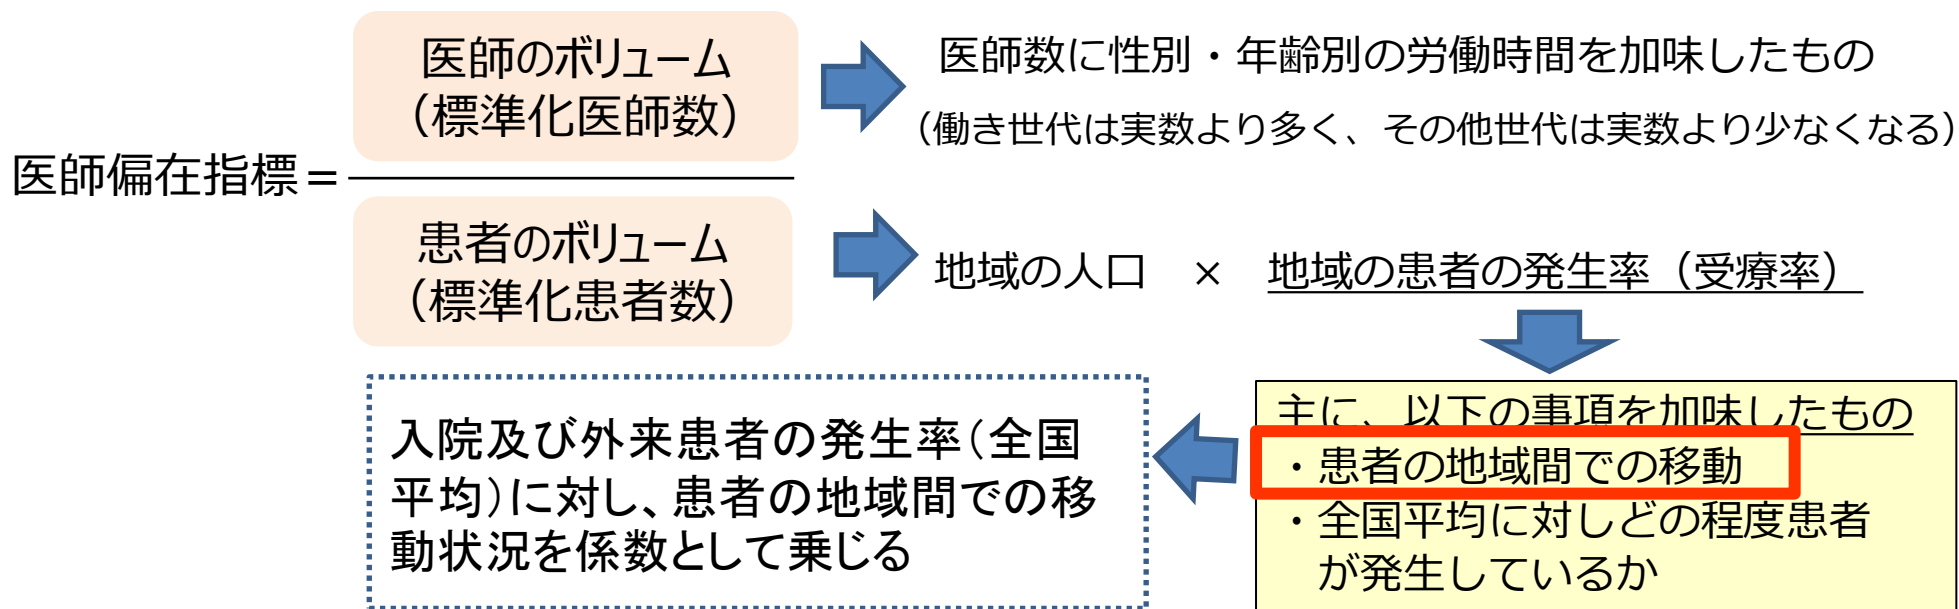 医師のボリューム
（標準化医師数）
医師数に性別・年齢別の労働時間を加味したもの
（働き世代は実数より多く、その他世代は実数より少なくなる）
医師偏在指標＝
患者のボリューム
（標準化患者数）
地域の人口　×　地域の患者の発生率（受療率）
入院及び外来患者の発生率（全国
平均）に対し、患者の地域間での移
動状況を係数として乗じる
主に、以下の事項を加味したもの
・患者の地域間での移動
・全国平均に対しどの程度患者
が発生しているか